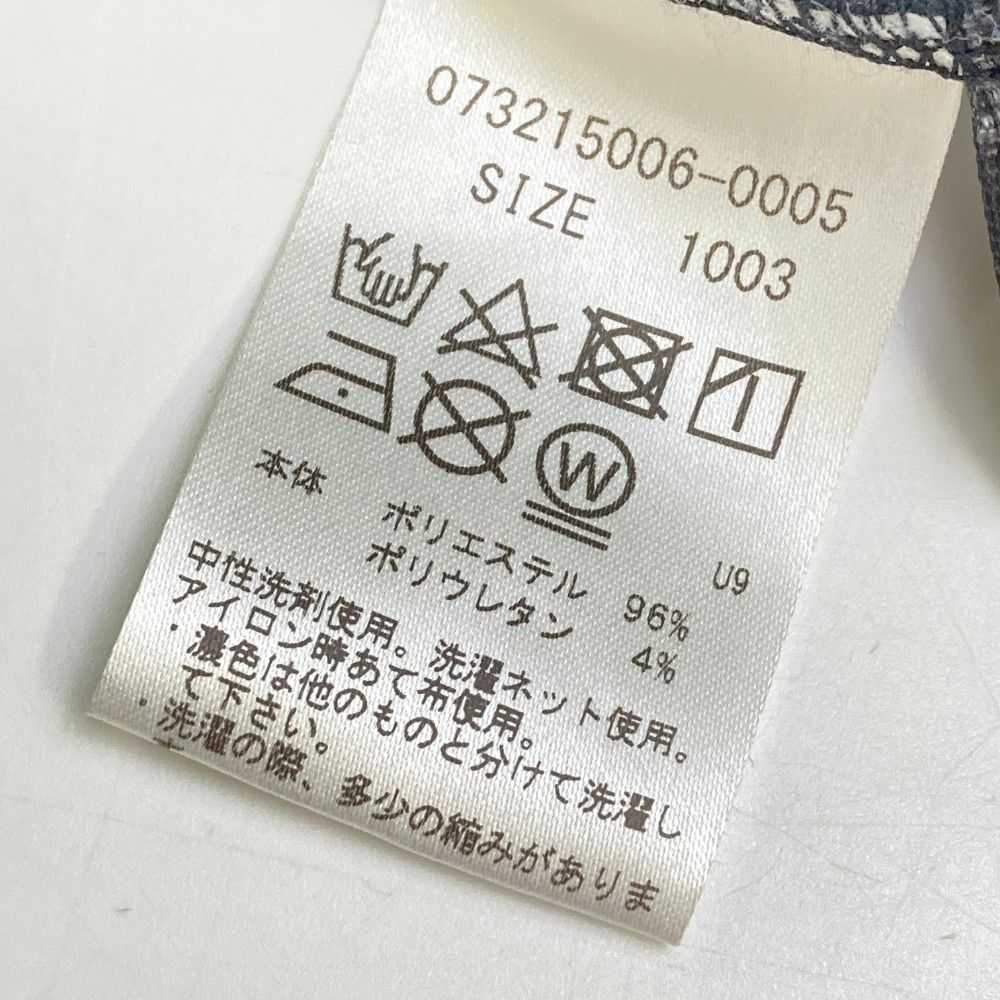 073215006-0005
SIZE 1003
W
本体 ポリエステル 96% U9
ポリウレタン 4%
中性洗剤使用。洗濯ネット使用。
アイロン時あて布使用。
・濃色は他のものと分けて洗濯し
て下さい。
・洗濯の際、多少の縮みがありま